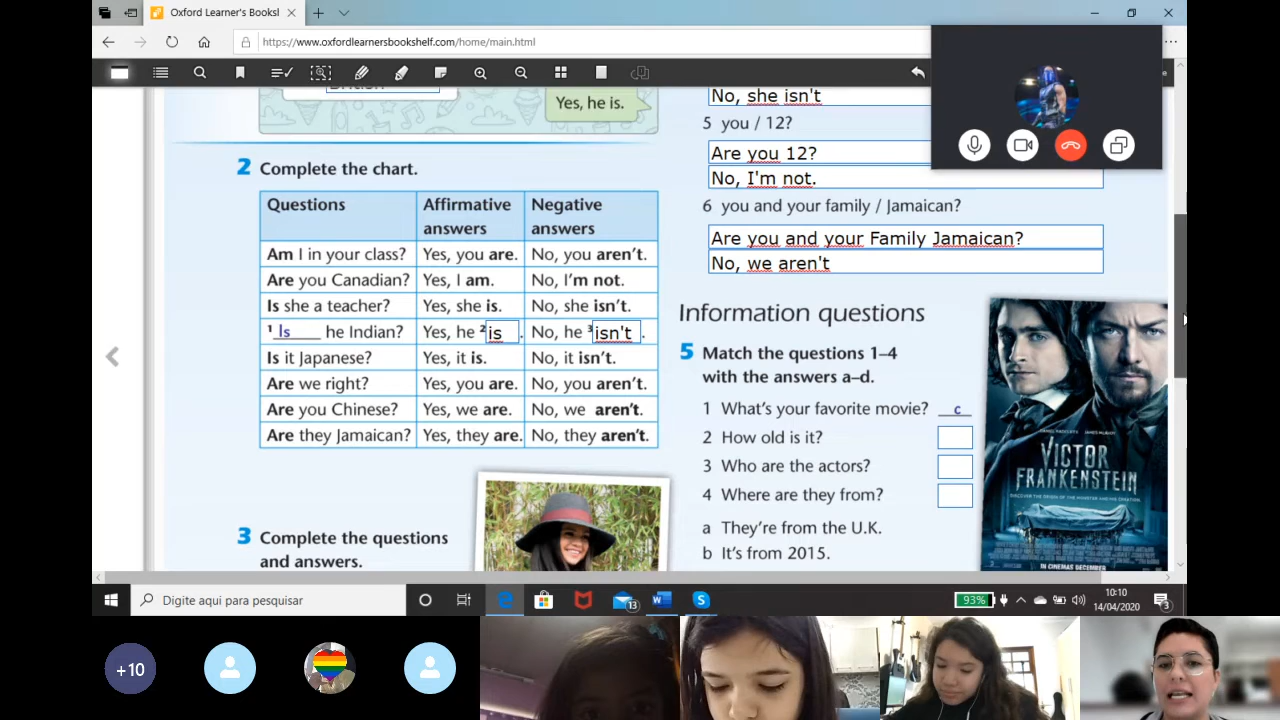 Oxford Learner's Booksl
https://www.oxfordlearnersbookshelf.com/home/main.html
British
Yes, he is.
2 Complete the chart.
Questions Affirmative answers Negative answers
Am I in your class? Yes, you are. No, you aren't.
Are you Canadian? Yes, I am. No, I'm not.
Is she a teacher? Yes, she is. No, she isn't.
1 Is he Indian? Yes, he 2 is . No, he 3 isn't .
Is it Japanese? Yes, it is. No, it isn't.
Are we right? Yes, you are. No, you aren't.
Are you Chinese? Yes, we are. No, we aren't.
Are they Jamaican? Yes, they are. No, they aren't.
3 Complete the questions
and answers.
No, she isn't
5 you / 12?
Are you 12?
No, I'm not.
6 you and your family / Jamaican?
Are you and your Family Jamaican?
No, we aren't
Information questions
5 Match the questions 1–4
with the answers a–d.
1 What's your favorite movie? c
2 How old is it?
3 Who are the actors?
4 Where are they from?
a They're from the U.K.
b It's from 2015.
VICTOR
FRANKENSTEIN
IN CINEMAS DECEMBER
Digite aqui para pesquisar
13
93%
10:10
14/04/2020
3
+10